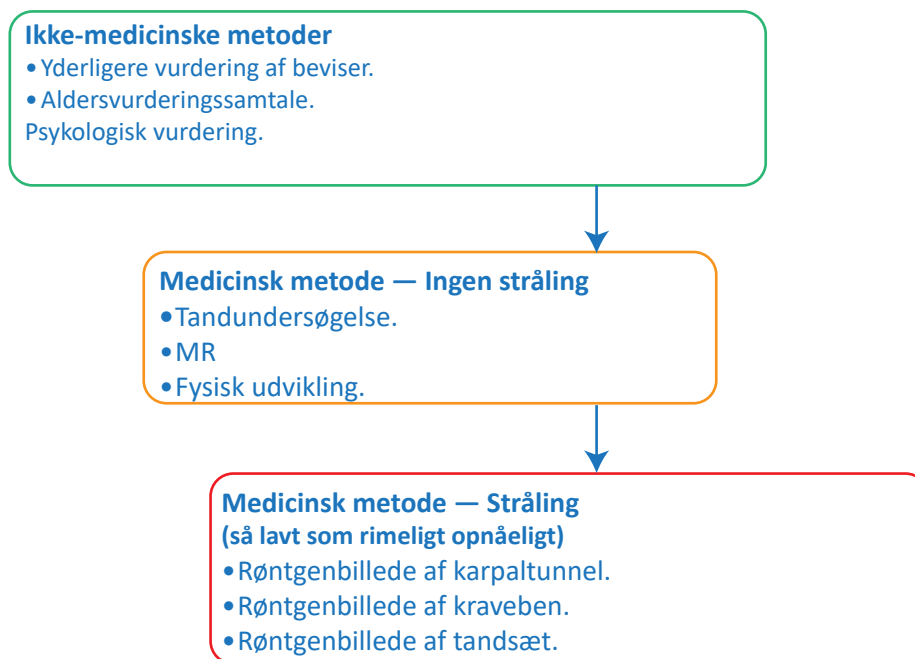 Ikke-medicinske metoder
• Yderligere vurdering af beviser.
• Aldersvurderingssamtale.
Psykologisk vurdering.
Medicinsk metode — Ingen stråling
• Tandundersøgelse.
• MR
• Fysisk udvikling.
Medicinsk metode — Stråling
(så lavt som rimeligt opnåeligt)
• Røntgenbillede af karpaltunnel.
• Røntgenbillede af kraveben.
• Røntgenbillede af tandsæt.